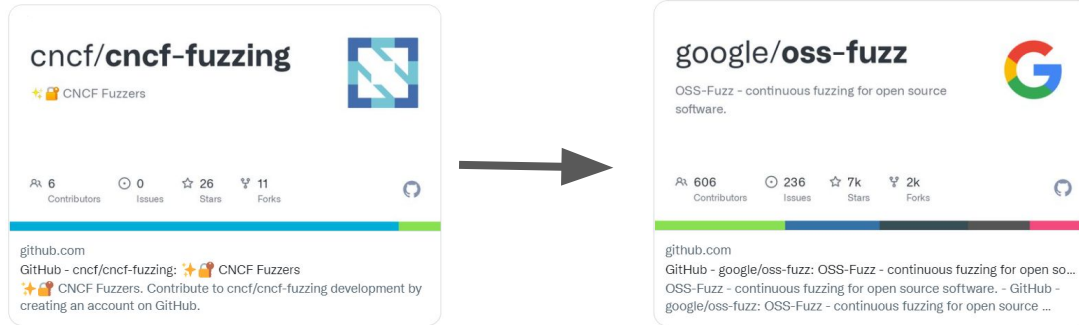 cncf/cncf-fuzzing
✨🔐 CNCF Fuzzers
6
Contributors
0
Issues
26
Stars
11
Forks
github.com
GitHub - cncf/cncf-fuzzing: ✨🔐 CNCF Fuzzers
✨🔐 CNCF Fuzzers. Contribute to cncf/cncf-fuzzing development by
creating an account on GitHub.
google/oss-fuzz
OSS-Fuzz - continuous fuzzing for open source
software.
606
Contributors
236
Issues
7k
Stars
2k
Forks
github.com
GitHub - google/oss-fuzz: OSS-Fuzz - continuous fuzzing for open so...
OSS-Fuzz - continuous fuzzing for open source software. - GitHub -
google/oss-fuzz: OSS-Fuzz - continuous fuzzing for open source ...